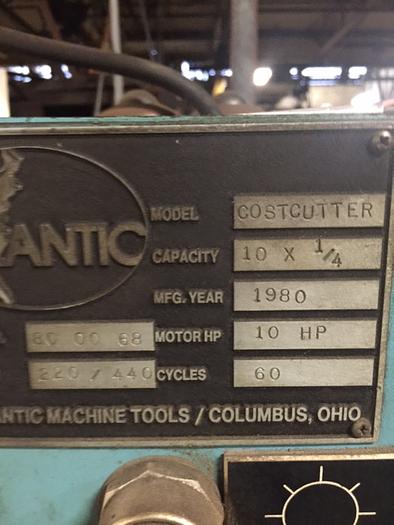 ANTIC
MODEL COSTCUTTER
CAPACITY 10 X 1/4
MFG. YEAR 1980
80 00 68 MOTOR HP 10 HP
220 / 440 CYCLES 60
ANTIC MACHINE TOOLS / COLUMBUS, OHIO